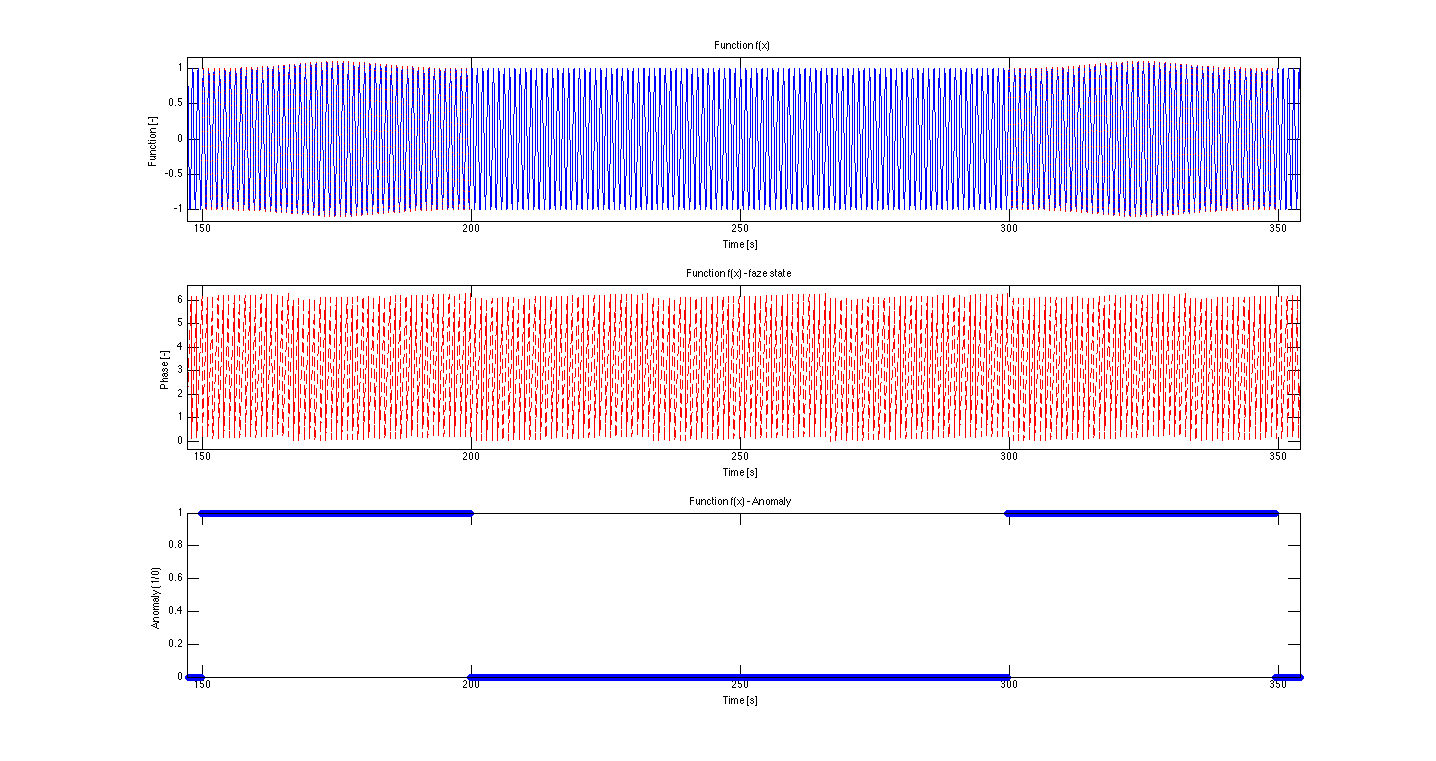 Function f(x)
1
0.5
0
-0.5
-1
Function [-]
150 200 250 300 350
Time [s]
Function f(x) - faze state
6
5
4
3
2
1
0
Phase [-]
150 200 250 300 350
Time [s]
Function f(x) - Anomaly
1
0.8
0.6
0.4
0.2
0
Anomaly (1/0)
150 200 250 300 350
Time [s]